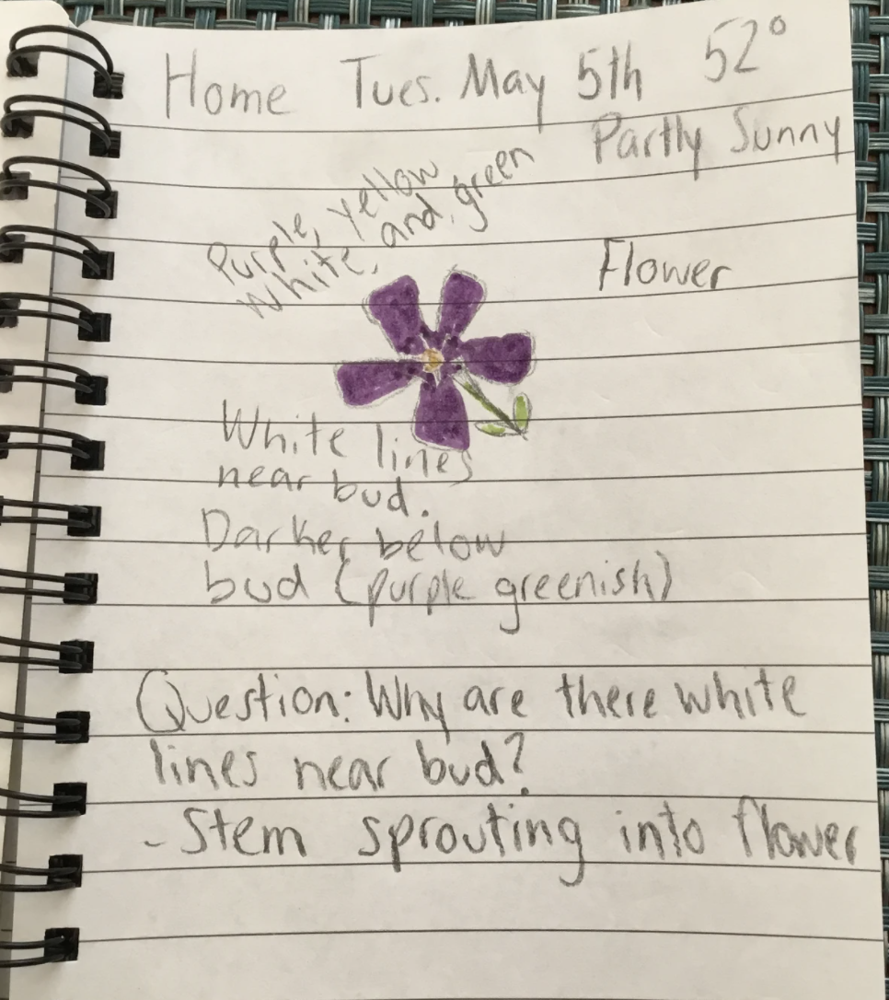 Home Tues. May 5th 52°
Partly Sunny
Purple, yellow
white, and green
Flower
White lines
near bud.
Darker below
bud (purple greenish)
Question: Why are there white
lines near bud?
- Stem sprouting into flower